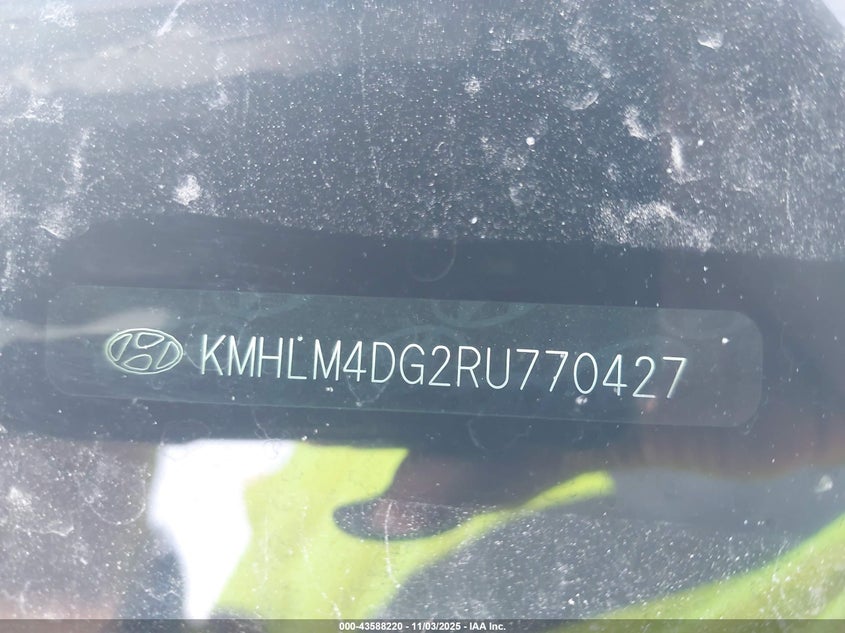 KMHLM4DG2RU770427
000-43588220 - 11/03/2025 - IAA Inc.